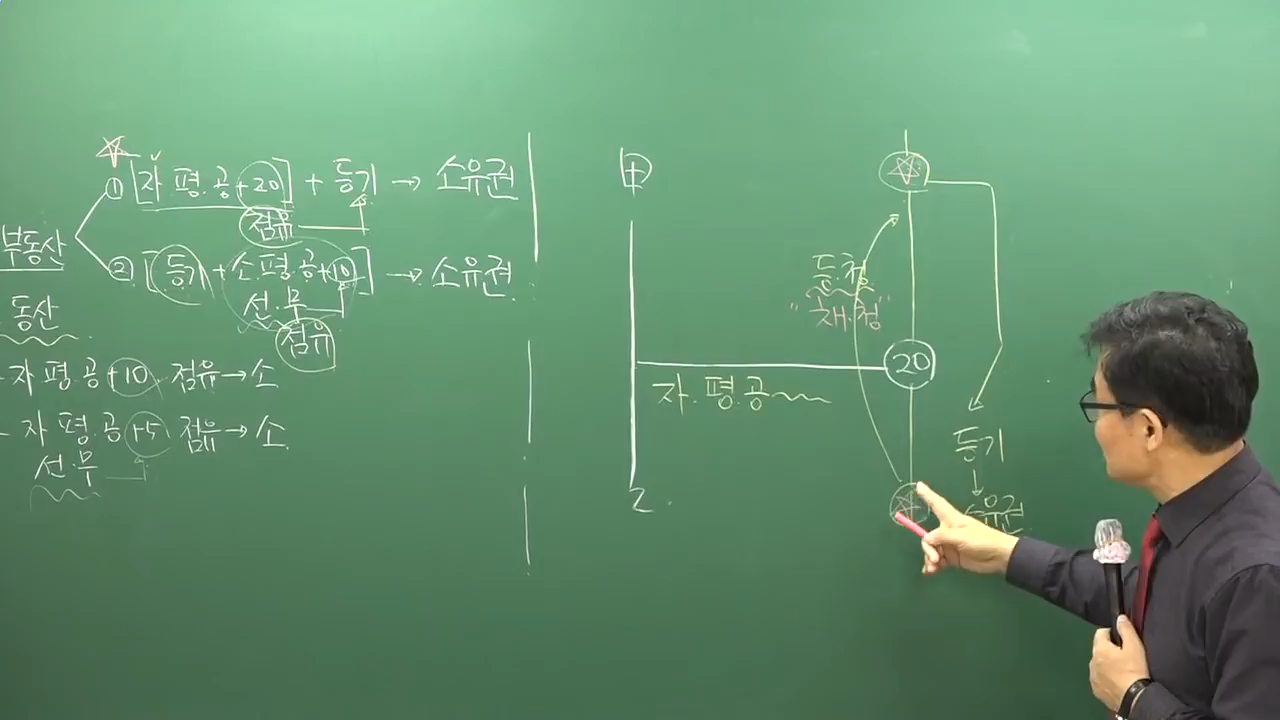 ① [자 평.공+20] + 등기 → 소유권
점유
부동산
② [등기+소.평.공+10] → 소유권
선.무
점유
동산
- 자 평 공+10 점유→소
- 자 평.공+5 점유→소.
선.무
甲
등.청
"채.청"
20
자.평.공
등기
↓
소유권
乙.